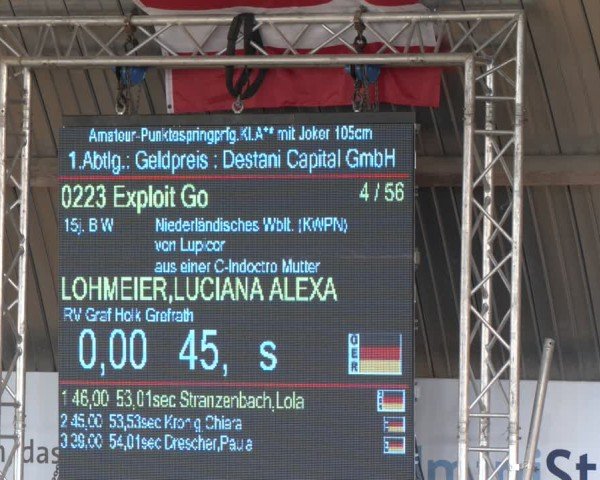 Amateur-Punktespringprfg.Kl.A** mit Joker 105cm
1.Abtlg.: Geldpreis : Destani Capital GmbH
0223 Exploit Go 4 / 56
15j. B W Niederländisches Wblt. (KWPN)
von Lupicor
aus einer C-Indoctro Mutter
LOHMEIER,LUCIANA ALEXA
RV Graf Holk Grefrath
0,00 45, s
GER
1 46,00 53,01sec Stranzenbach,Lola
2 45,00 53,53sec Chiara
3 39,00 54,01sec Drescher,Paula
das
St